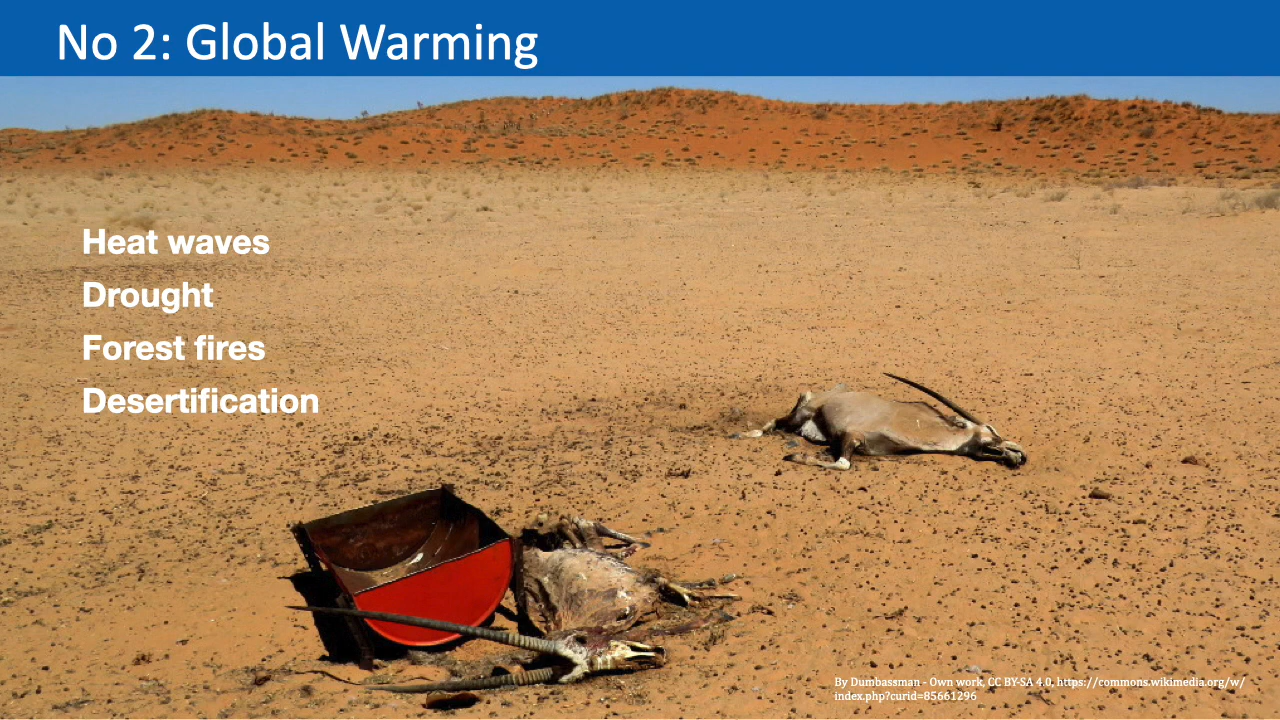 No 2: Global Warming
Heat waves
Drought
Forest fires
Desertification
By Dumbassman - Own work, CC BY-SA 4.0, https://commons.wikimedia.org/w/
index.php?curid=85661296